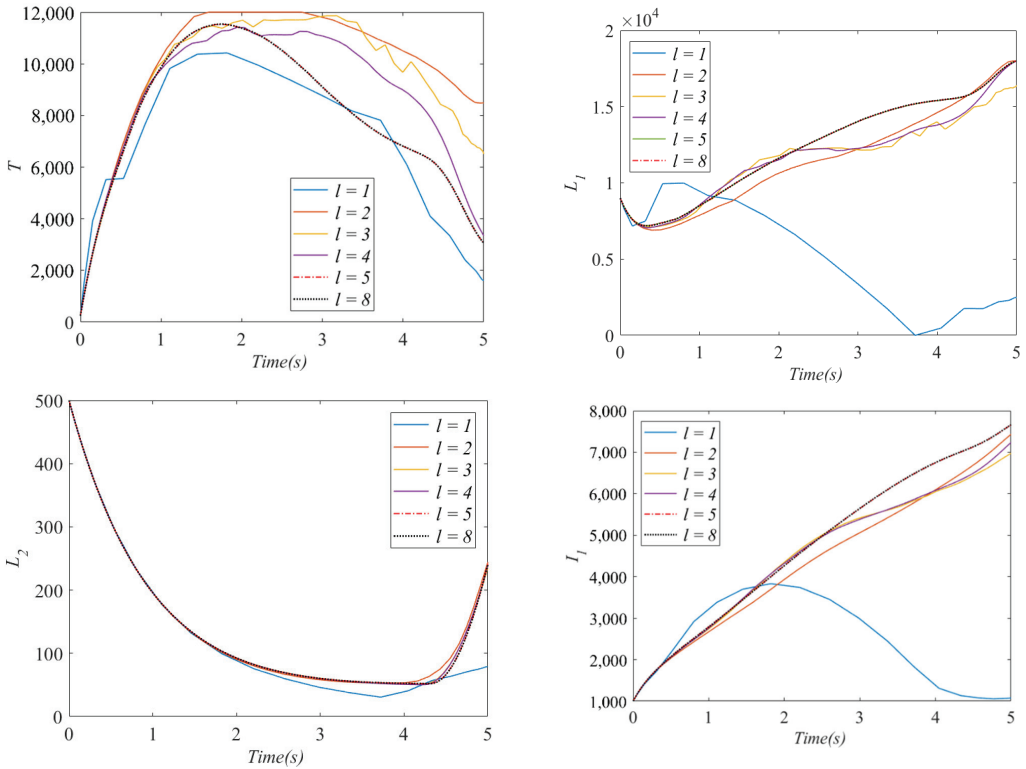 12,000
10,000
8,000
6,000
4,000
2,000
0
T
l = 1
l = 2
l = 3
l = 4
l = 5
l = 8
0 1 2 3 4 5
Time(s)
×10⁴
2
1.5
1
0.5
0
L₁
l = 1
l = 2
l = 3
l = 4
l = 5
l = 8
0 1 2 3 4 5
Time(s)
500
400
300
200
100
0
L₂
l = 1
l = 2
l = 3
l = 4
l = 5
l = 8
0 1 2 3 4 5
Time(s)
8,000
7,000
6,000
5,000
4,000
3,000
2,000
1,000
I₁
l = 1
l = 2
l = 3
l = 4
l = 5
l = 8
0 1 2 3 4 5
Time(s)